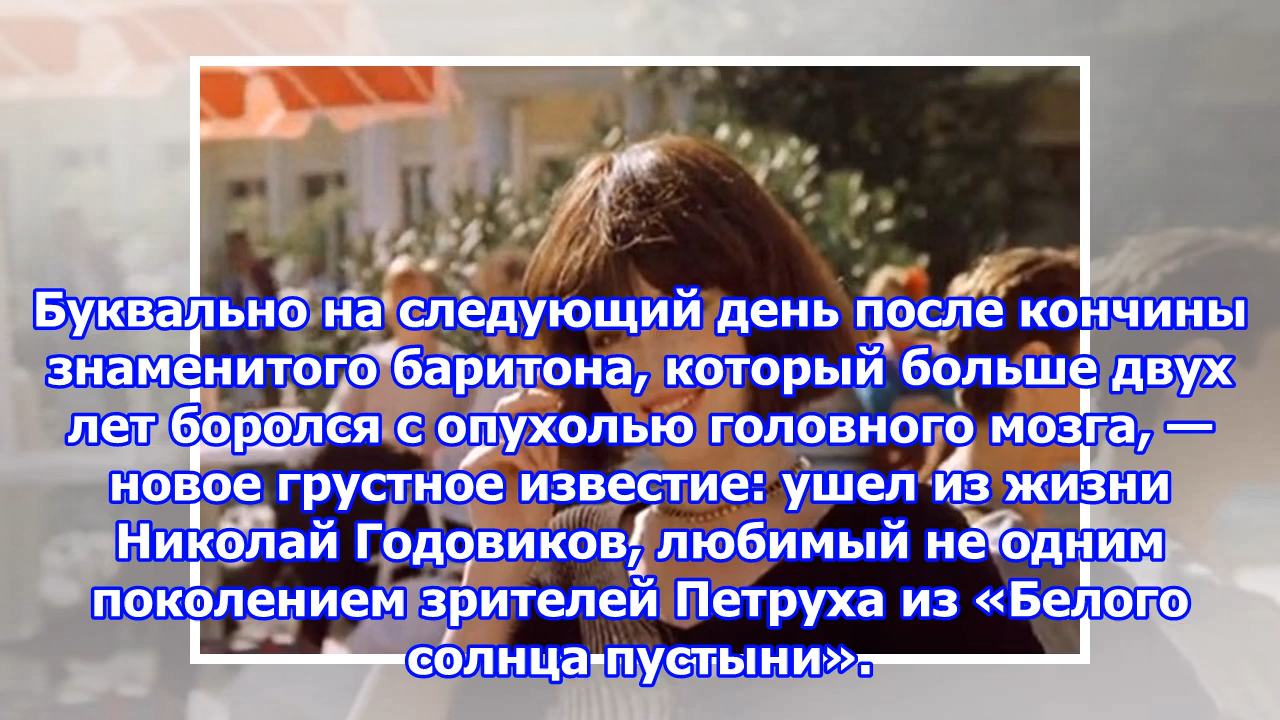 Буквально на следующий день после кончины
знаменитого баритона, который больше двух
лет боролся с опухолью головного мозга, —
новое грустное известие: ушел из жизни
Николай Годовиков, любимый не одним
поколением зрителей Петруха из «Белого
солнца пустыни».